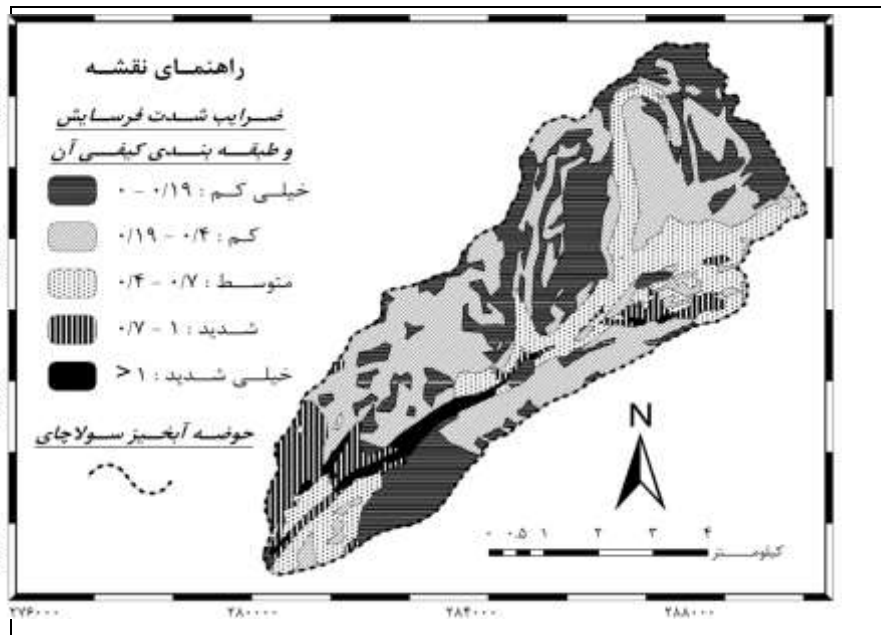 راهنمای نقشه
ضرایب شدت فرسایش
و طبقه بندی کیفی آن
خیلی کم : ۰/۱۹ - ۰
کم : ۰/۴ - ۰/۱۹
متوسط : ۰/۷ - ۰/۴
شدید : ۱ - ۰/۷
خیلی شدید : ۱ <
حوضه آبخیز سولاچای
N
۰ ۰.۵ ۱ ۲ ۳ ۴
کیلومتر
۲۷۶۰۰۰ ۲۸۰۰۰۰ ۲۸۴۰۰۰ ۲۸۸۰۰۰